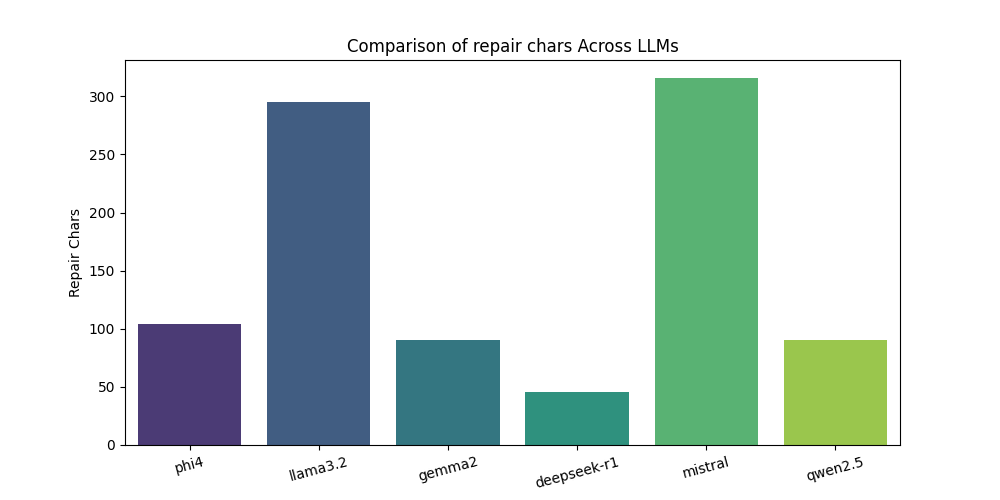 Comparison of repair chars Across LLMs
Repair Chars
300
250
200
150
100
50
0
phi4
llama3.2
gemma2
deepseek-r1
mistral
qwen2.5